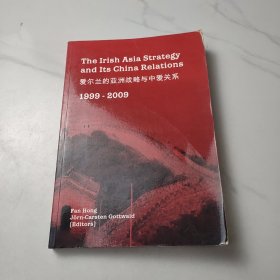 The Irish Asia Strategy
and Its China Relations
爱尔兰的亚洲战略与中爱关系
1999 - 2009
Fan Hong
Jörn-Carsten Gottwald
[Editors]